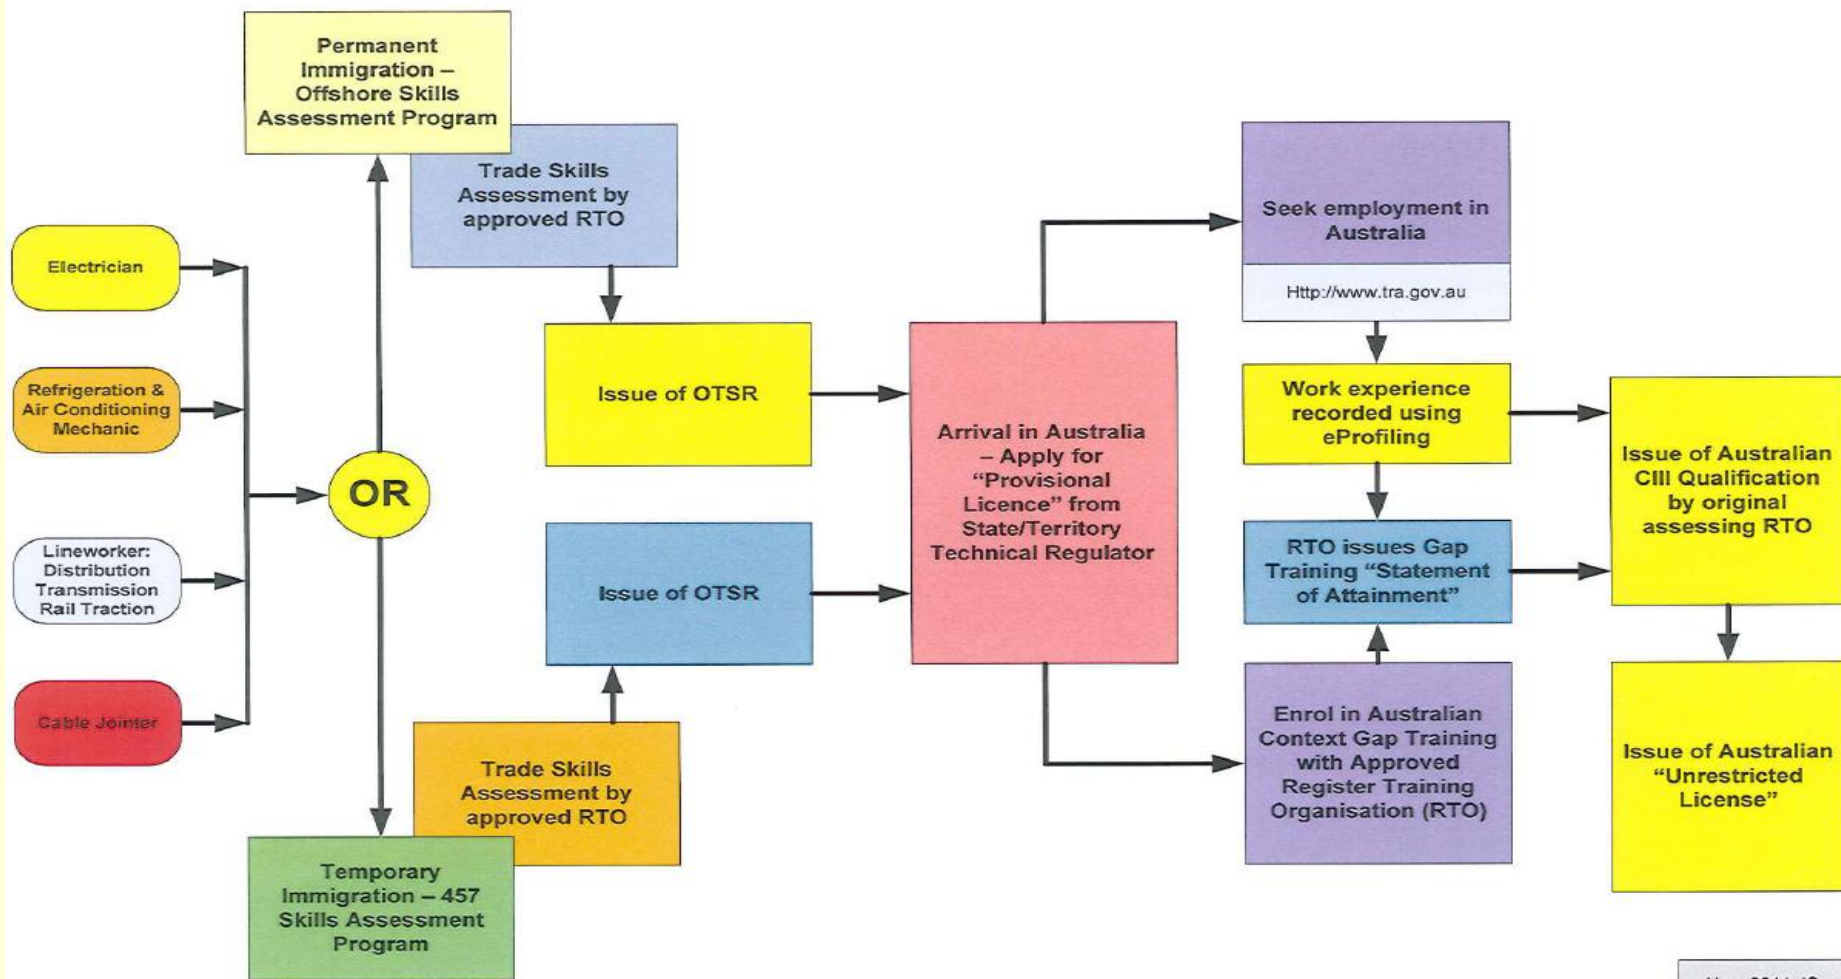 Permanent
Immigration –
Offshore Skills
Assessment Program
Trade Skills
Assessment by
approved RTO
Electrician
Refrigeration &
Air Conditioning
Mechanic
Lineworker:
Distribution
Transmission
Rail Traction
Cable Jointer
OR
Issue of OTSR
Issue of OTSR
Trade Skills
Assessment by
approved RTO
Temporary
Immigration – 457
Skills Assessment
Program
Arrival in Australia
– Apply for
“Provisional
Licence” from
State/Territory
Technical Regulator
Seek employment in
Australia
Http://www.tra.gov.au
Work experience
recorded using
eProfiling
RTO issues Gap
Training “Statement
of Attainment”
Enrol in Australian
Context Gap Training
with Approved
Register Training
Organisation (RTO)
Issue of Australian
CIII Qualification
by original
assessing RTO
Issue of Australian
“Unrestricted
License”